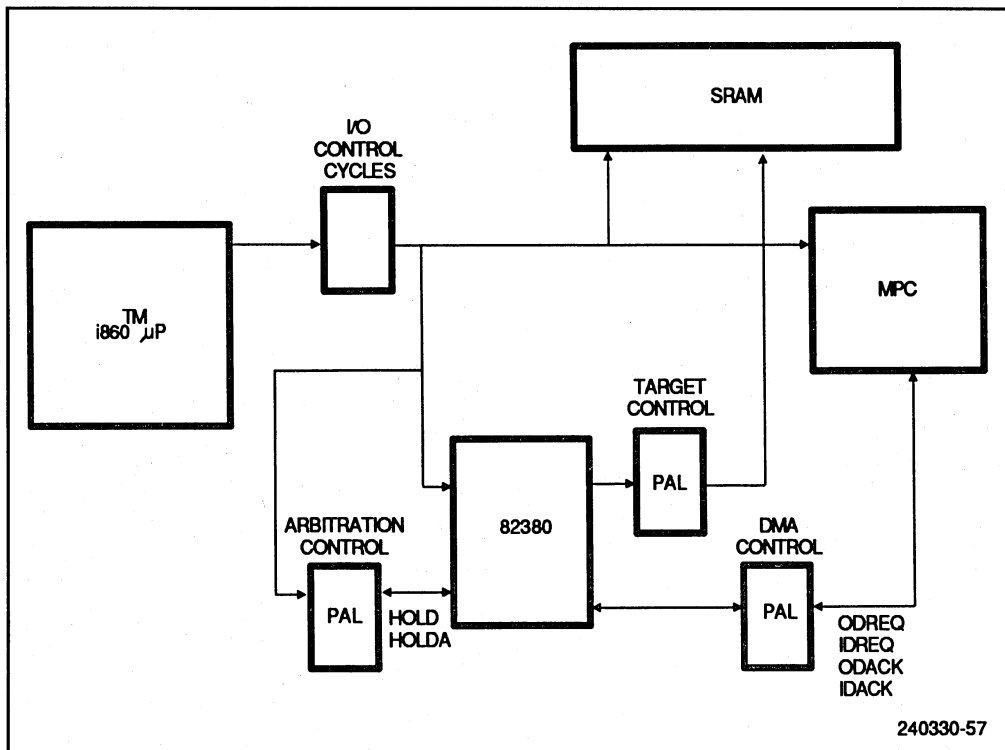 SRAM
I/O
CONTROL
CYCLES
TM
i860 μP
MPC
TARGET
CONTROL
PAL
82380
ARBITRATION
CONTROL
PAL
HOLD
HOLDA
DMA
CONTROL
PAL
ODREQ
IDREQ
ODACK
IDACK
240330-57